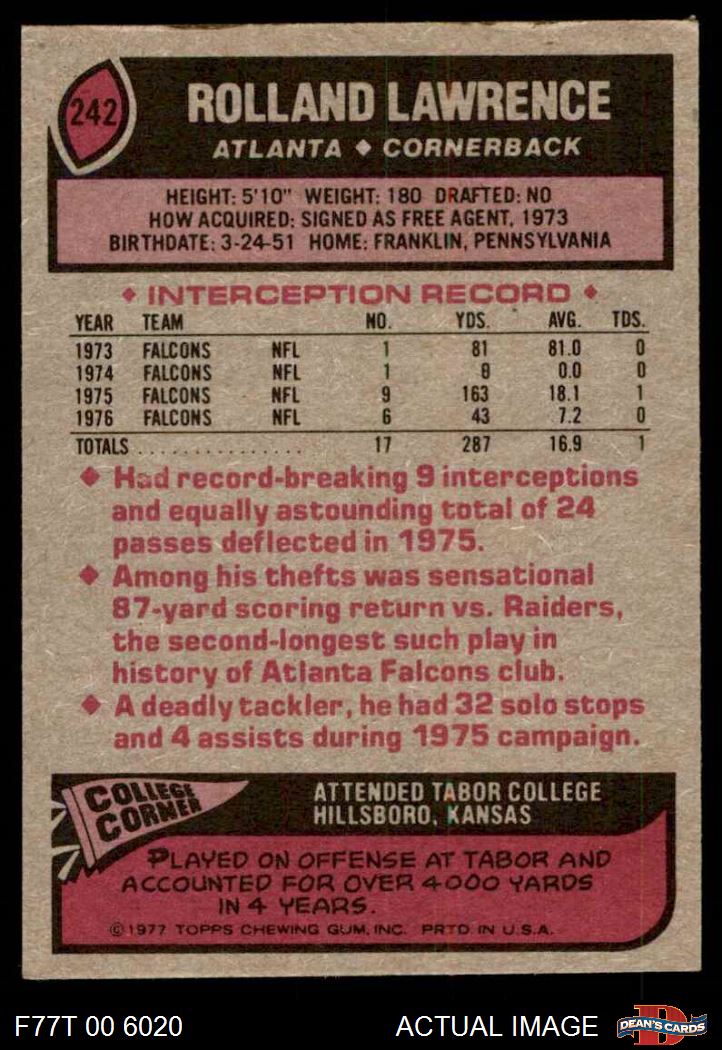 242
ROLLAND LAWRENCE
ATLANTA ◆ CORNERBACK
HEIGHT: 5'10" WEIGHT: 180 DRAFTED: NO
HOW ACQUIRED: SIGNED AS FREE AGENT, 1973
BIRTHDATE: 3-24-51 HOME: FRANKLIN, PENNSYLVANIA
◆ INTERCEPTION RECORD ◆
YEAR TEAM NO. YDS. AVG. TDS.
1973 FALCONS NFL 1 81 81.0 0
1974 FALCONS NFL 1 0 0.0 0
1975 FALCONS NFL 9 163 18.1 1
1976 FALCONS NFL 6 43 7.2 0
TOTALS ................ 17 287 16.9 1
◆ Had record-breaking 9 interceptions
and equally astounding total of 24
passes deflected in 1975.
◆ Among his thefts was sensational
87-yard scoring return vs. Raiders,
the second-longest such play in
history of Atlanta Falcons club.
◆ A deadly tackler, he had 32 solo stops
and 4 assists during 1975 campaign.
COLLEGE
CORNER
ATTENDED TABOR COLLEGE
HILLSBORO, KANSAS
PLAYED ON OFFENSE AT TABOR AND
ACCOUNTED FOR OVER 4000 YARDS
IN 4 YEARS.
©1977 TOPPS CHEWING GUM, INC. PRTD. IN U.S.A.
F77T 00 6020
ACTUAL IMAGE
D
DEAN'S CARDS